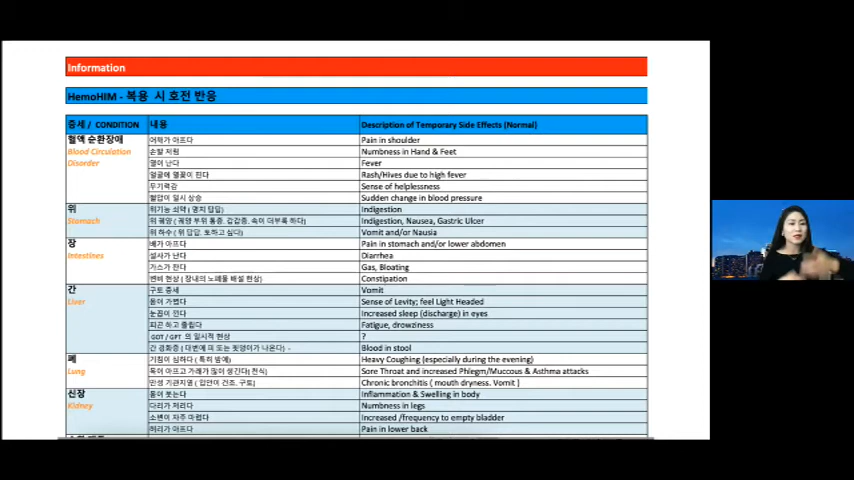 Information
HemoHIM - 복용 시 호전 반응
증세 / CONDITION 내용 Description of Temporary Side Effects (Normal)
혈액 순환장애 어깨가 아프다 Pain in shoulder
Blood Circulation 손발 저림 Numbness in Hand & Feet
Disorder 열이 난다 Fever
얼굴에 열꽃이 핀다 Rash/Hives due to high fever
무기력감 Sense of helplessness
혈압이 일시 상승 Sudden change in blood pressure
위 위기능 쇠약 ( 명치 답답) Indigestion
Stomach 위 궤양 ( 궤양 부위 통증, 갑갑증, 속이 더부룩 하다) Indigestion, Nausea, Gastric Ulcer
위 하수 ( 위 답답, 토하고 싶다) Vomit and/or Nausia
장 배가 아프다 Pain in stomach and/or lower abdomen
Intestines 설사가 난다 Diarrhea
가스가 찬다 Gas, Bloating
변비 현상 ( 장내의 노폐물 배설 현상) Constipation
간 구토 증세 Vomit
Liver 몸이 가볍다 Sense of Levity; feel Light Headed
눈꼽이 낀다 Increased sleep (discharge) in eyes
피곤 하고 졸립다 Fatigue, drowziness
GOT / GPT 의 일시적 현상 ?
간 경화증 ( 대변에 피 또는 핏덩이가 나온다) - Blood in stool
폐 기침이 심하다 ( 특히 밤에) Heavy Coughing (especially during the evening)
Lung 목이 아프고 가래가 많이 생긴다( 천식) Sore Throat and increased Phlegm/Muccous & Asthma attacks
만성 기관지염 ( 입안이 건조, 구토) Chronic bronchitis ( mouth dryness. Vomit )
신장 몸이 붓는다 Inflammation & Swelling in body
Kidney 다리가 저리다 Numbness in legs
소변이 자주 마렵다 Increased /frequency to empty bladder
허리가 아프다 Pain in lower back